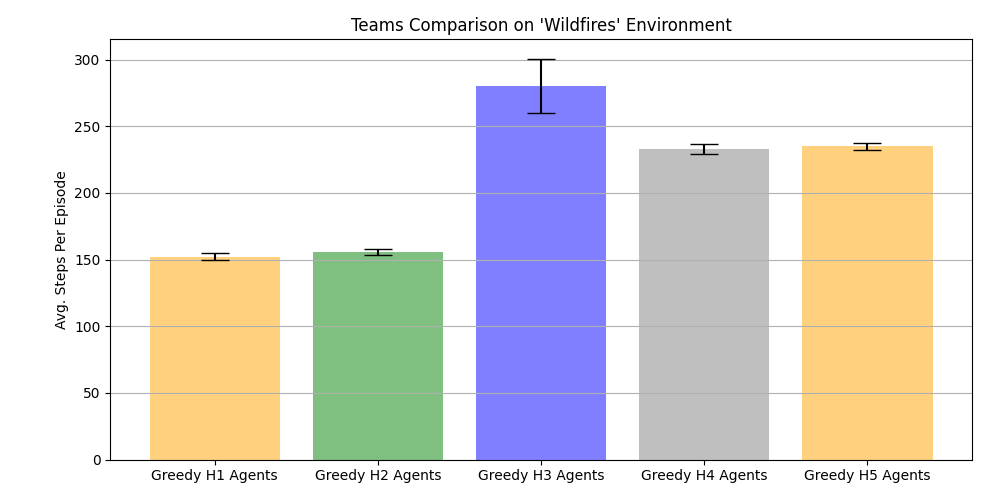 Teams Comparison on 'Wildfires' Environment
Avg. Steps Per Episode
300
250
200
150
100
50
0
Greedy H1 Agents Greedy H2 Agents Greedy H3 Agents Greedy H4 Agents Greedy H5 Agents